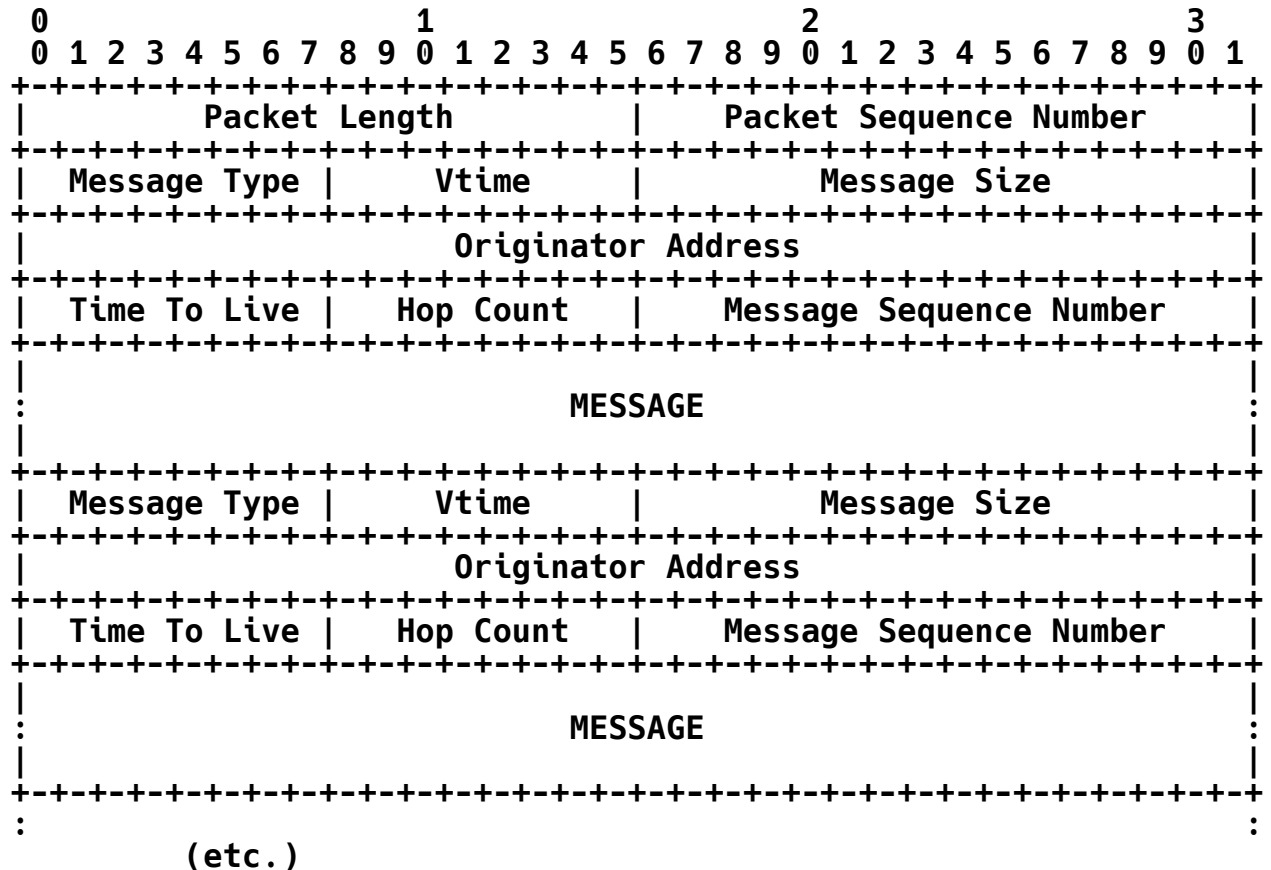 0                   1                   2                   3
 0 1 2 3 4 5 6 7 8 9 0 1 2 3 4 5 6 7 8 9 0 1 2 3 4 5 6 7 8 9 0 1
+-+-+-+-+-+-+-+-+-+-+-+-+-+-+-+-+-+-+-+-+-+-+-+-+-+-+-+-+-+-+-+-+
|         Packet Length         |    Packet Sequence Number     |
+-+-+-+-+-+-+-+-+-+-+-+-+-+-+-+-+-+-+-+-+-+-+-+-+-+-+-+-+-+-+-+-+
|  Message Type |     Vtime     |         Message Size          |
+-+-+-+-+-+-+-+-+-+-+-+-+-+-+-+-+-+-+-+-+-+-+-+-+-+-+-+-+-+-+-+-+
|                      Originator Address                       |
+-+-+-+-+-+-+-+-+-+-+-+-+-+-+-+-+-+-+-+-+-+-+-+-+-+-+-+-+-+-+-+-+
|  Time To Live |   Hop Count   |    Message Sequence Number    |
+-+-+-+-+-+-+-+-+-+-+-+-+-+-+-+-+-+-+-+-+-+-+-+-+-+-+-+-+-+-+-+-+
|                                                               |
:                            MESSAGE                            :
|                                                               |
+-+-+-+-+-+-+-+-+-+-+-+-+-+-+-+-+-+-+-+-+-+-+-+-+-+-+-+-+-+-+-+-+
|  Message Type |     Vtime     |         Message Size          |
+-+-+-+-+-+-+-+-+-+-+-+-+-+-+-+-+-+-+-+-+-+-+-+-+-+-+-+-+-+-+-+-+
|                      Originator Address                       |
+-+-+-+-+-+-+-+-+-+-+-+-+-+-+-+-+-+-+-+-+-+-+-+-+-+-+-+-+-+-+-+-+
|  Time To Live |   Hop Count   |    Message Sequence Number    |
+-+-+-+-+-+-+-+-+-+-+-+-+-+-+-+-+-+-+-+-+-+-+-+-+-+-+-+-+-+-+-+-+
|                                                               |
:                            MESSAGE                            :
|                                                               |
+-+-+-+-+-+-+-+-+-+-+-+-+-+-+-+-+-+-+-+-+-+-+-+-+-+-+-+-+-+-+-+-+
:                                                               :
         (etc.)